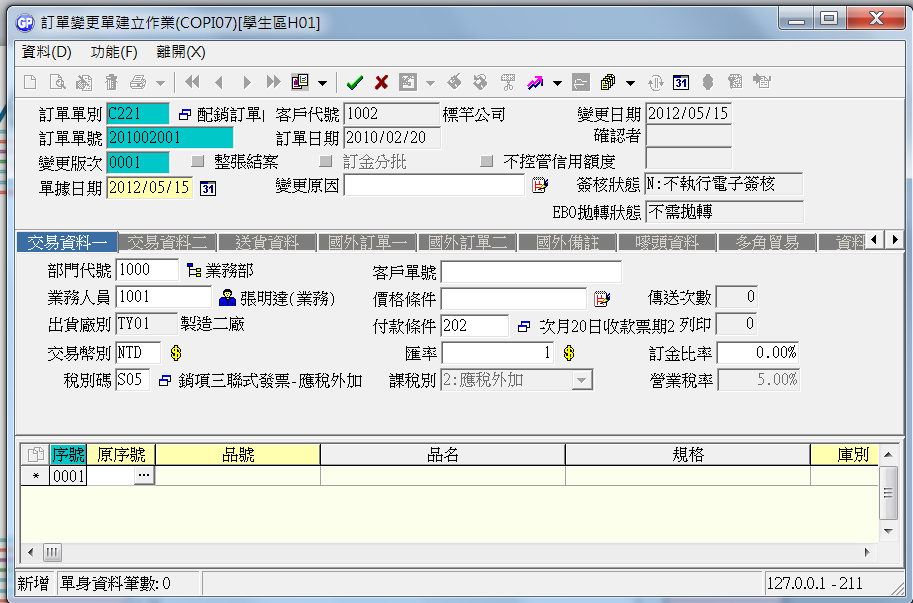 GP 訂單變更單建立作業(COPI07)[學生區H01]
資料(D) 功能(F) 離開(X)
訂單單別 C221 配銷訂單 客戶代號 1002 標竿公司 變更日期 2012/05/15
訂單單號 201002001 訂單日期 2010/02/20 確認者
變更版次 0001 整張結案 訂金分批 不控管信用額度
單據日期 2012/05/15 31 變更原因 簽核狀態 N:不執行電子簽核
EBO拋轉狀態 不需拋轉
交易資料一 交易資料二 送貨資料 國外訂單一 國外訂單二 國外備註 嘜頭資料 多角貿易 資料
部門代號 1000 業務部 客戶單號
業務人員 1001 張明達(業務) 價格條件 傳送次數 0
出貨廠別 TY01 製造二廠 付款條件 202 次月20日收款票期2 列印 0
交易幣別 NTD 匯率 1 訂金比率 0.00%
稅別碼 S05 銷項三聯式發票-應稅外加 課稅別 2:應稅外加 營業稅率 5.00%
序號 原序號 品號 品名 規格 庫別
* 0001 ...
新增 單身資料筆數: 0 127.0.0.1 - 211